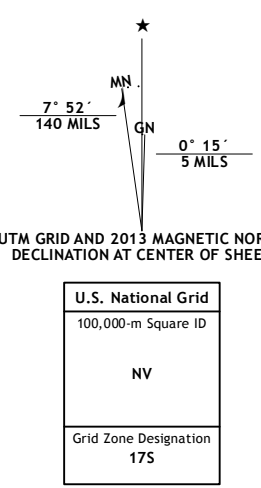 MN
7° 52´
140 MILS
GN
0° 15´
5 MILS
UTM GRID AND 2013 MAGNETIC NOR
DECLINATION AT CENTER OF SHEE
U.S. National Grid
100,000-m Square ID
NV
Grid Zone Designation
17S